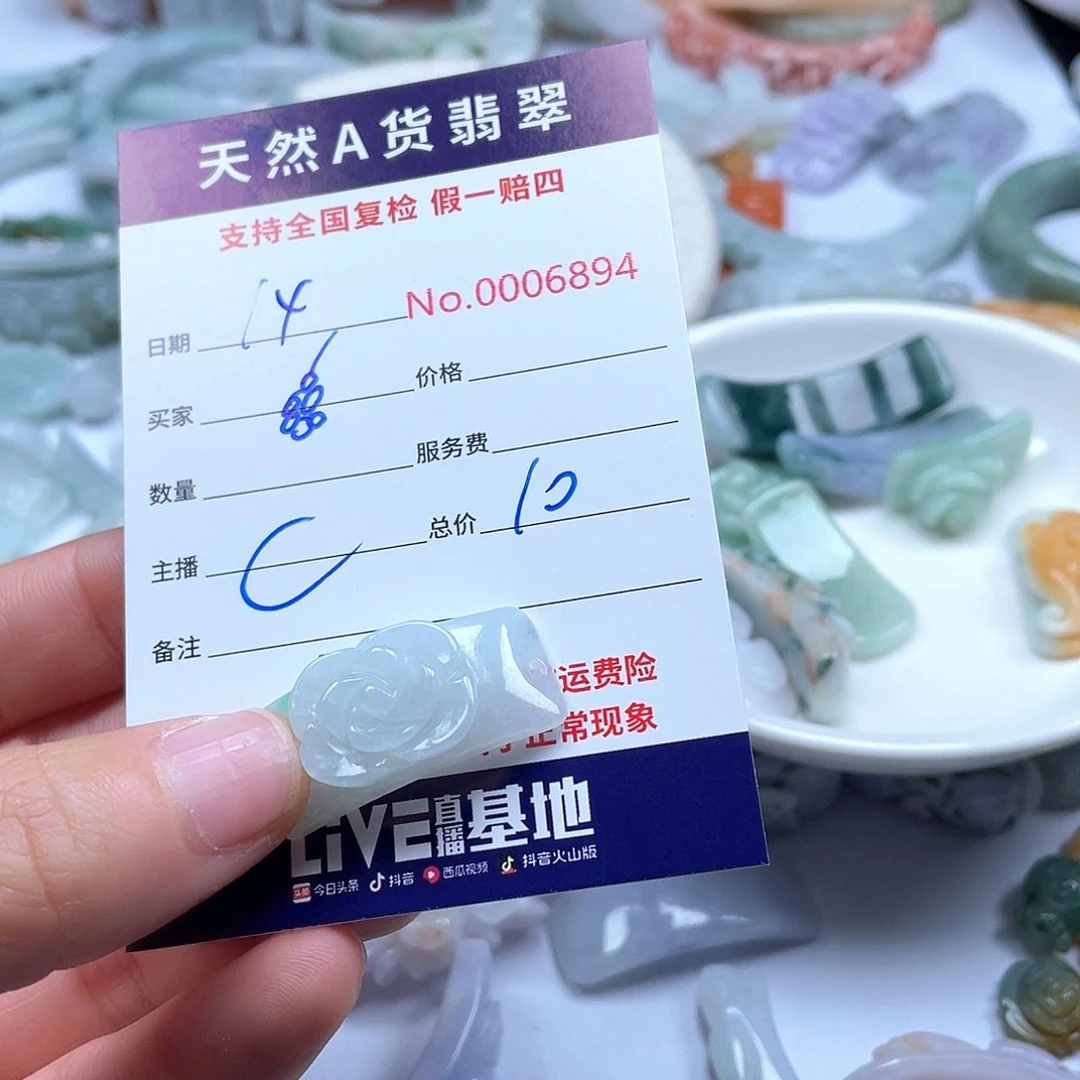 天然A货翡翠
支持全国复检 假一赔四
No.0006894
日期 14
买家 价格
数量 服务费
主播 C 总价 10
备注
运费险
正常现象
LIVE直播基地
头条 今日头条 抖音 西瓜视频 抖音火山版